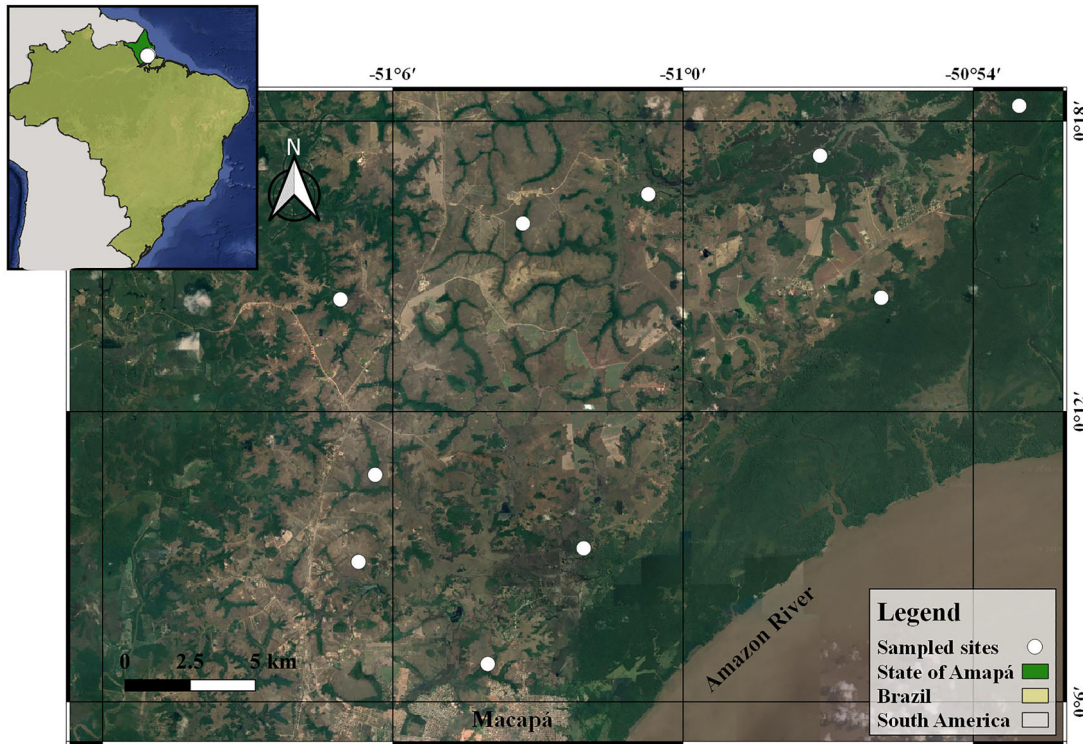 -51°6′ -51°0′ -50°54′
N
0°18′
0°12′
0°6′
0 2.5 5 km
Amazon River
Macapá
Legend
Sampled sites
State of Amapá
Brazil
South America